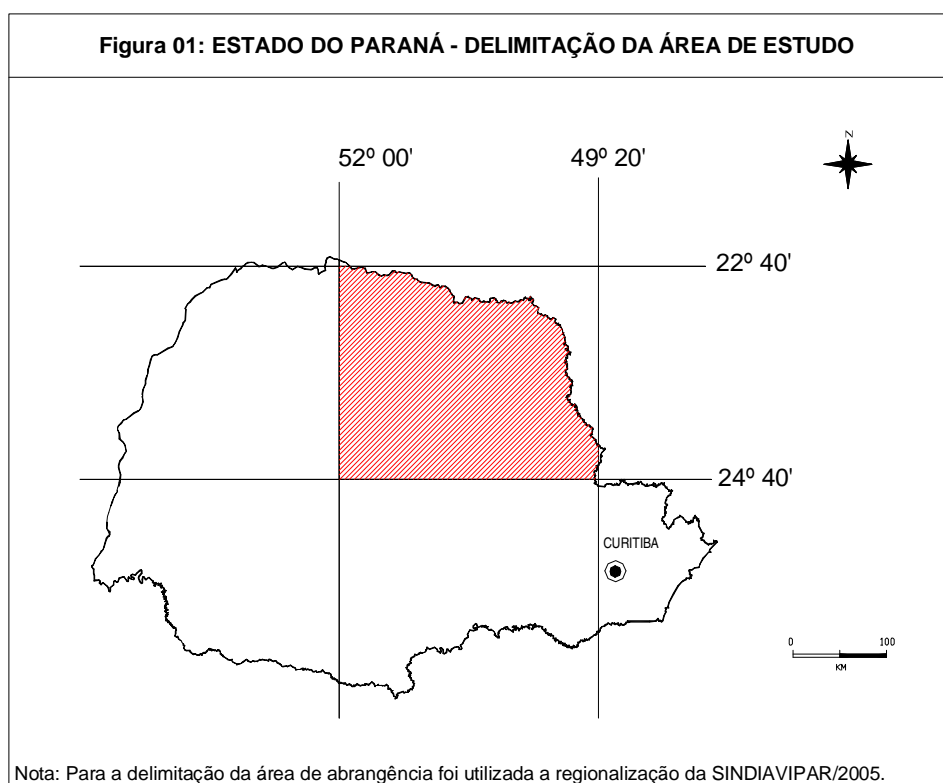 Figura 01: ESTADO DO PARANÁ - DELIMITAÇÃO DA ÁREA DE ESTUDO
52º 00'
49º 20'
N
22º 40'
24º 40'
CURITIBA
0 100
KM
Nota: Para a delimitação da área de abrangência foi utilizada a regionalização da SINDIAVIPAR/2005.